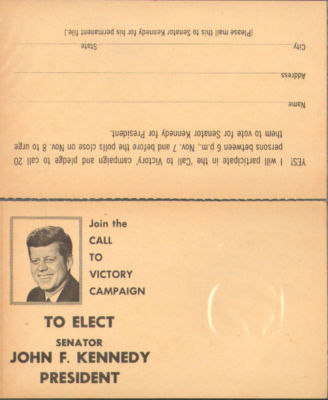 YES! I will participate in the 'Call to Victory' campaign and pledge to call 20
persons between 6 p.m., Nov. 7 and before the polls close on Nov. 8 to urge
them to vote for Senator Kennedy for President.
Name
Address
City State
(Please mail this to Senator Kennedy for his permanent file.)
Join the
CALL
TO
VICTORY
CAMPAIGN
TO ELECT
SENATOR
JOHN F. KENNEDY
PRESIDENT